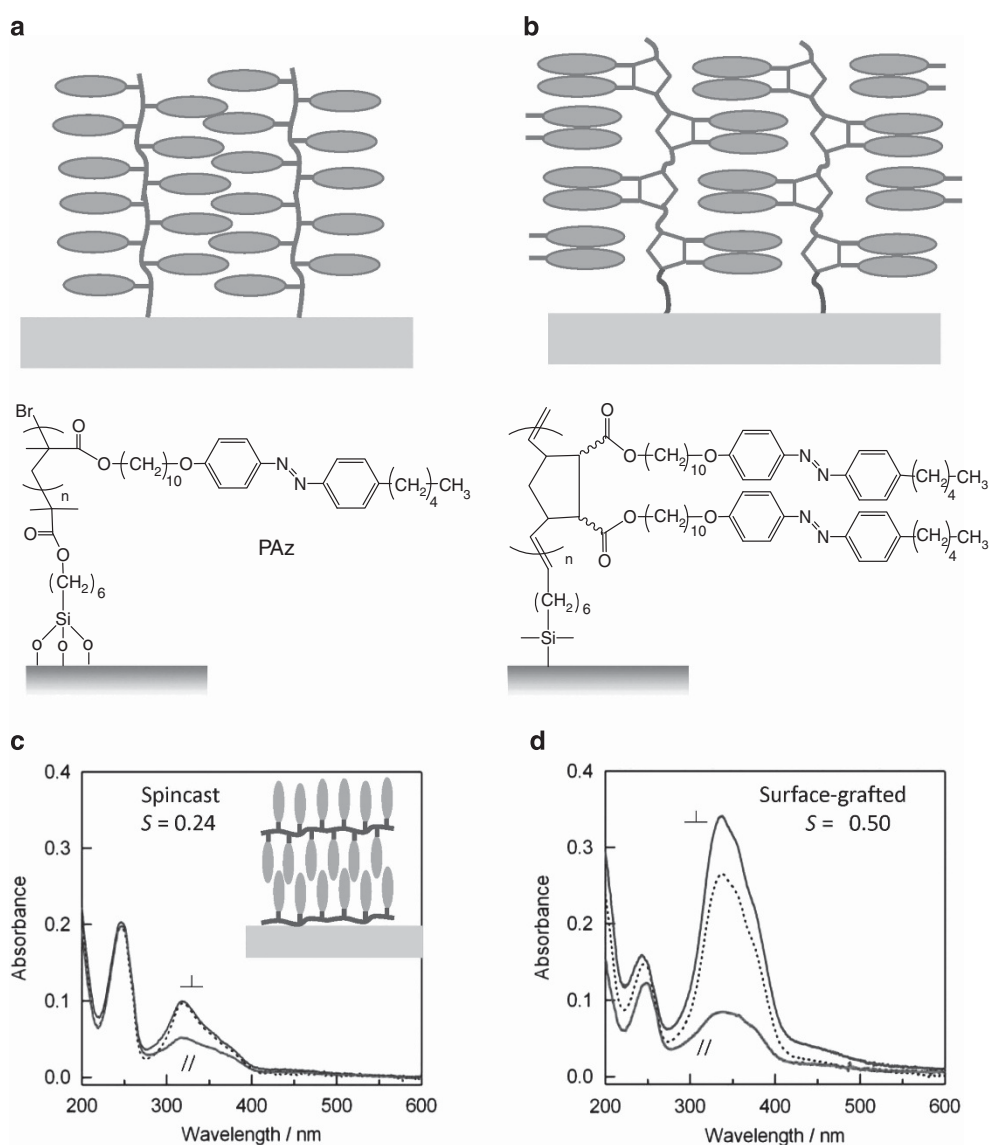 a
b
Br
O
O
(CH2)10
O
N
N
(CH2)4
CH3
n
O
O
PAz
(CH2)6
Si
o
o
o
O
O
(CH2)10
O
N
N
(CH2)4
CH3
O
(CH2)10
O
N
N
(CH2)4
CH3
O
n
(CH2)6
Si
c
d
0.4
Spincast
S = 0.24
0.3
0.2
0.1
0.0
⊥
//
Absorbance
200 300 400 500 600
Wavelength / nm
0.4
Surface-grafted
S = 0.50
0.3
0.2
0.1
0.0
⊥
//
Absorbance
200 300 400 500 600
Wavelength / nm